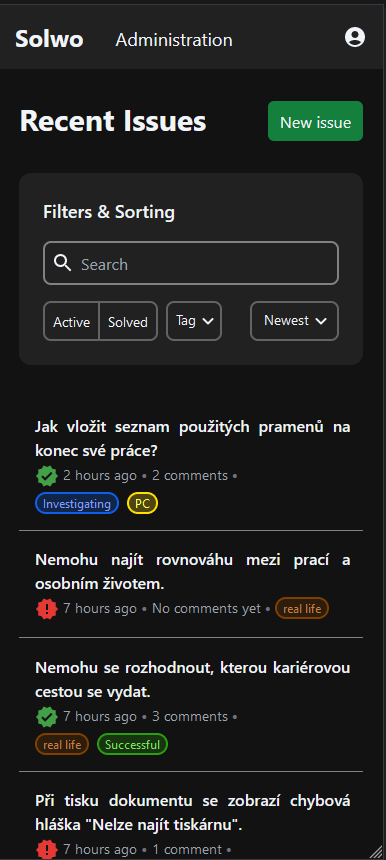 Solwo Administration
Recent Issues New issue
Filters & Sorting
Search
Active Solved Tag Newest
Jak vložit seznam použitých pramenů na
konec své práce?
2 hours ago • 2 comments •
Investigating PC
Nemohu najít rovnováhu mezi prací a
osobním životem.
7 hours ago • No comments yet • real life
Nemohu se rozhodnout, kterou kariérovou
cestou se vydat.
7 hours ago • 3 comments •
real life Successful
Při tisku dokumentu se zobrazí chybová
hláška "Nelze najít tiskárnu".
7 hours ago • 1 comment •